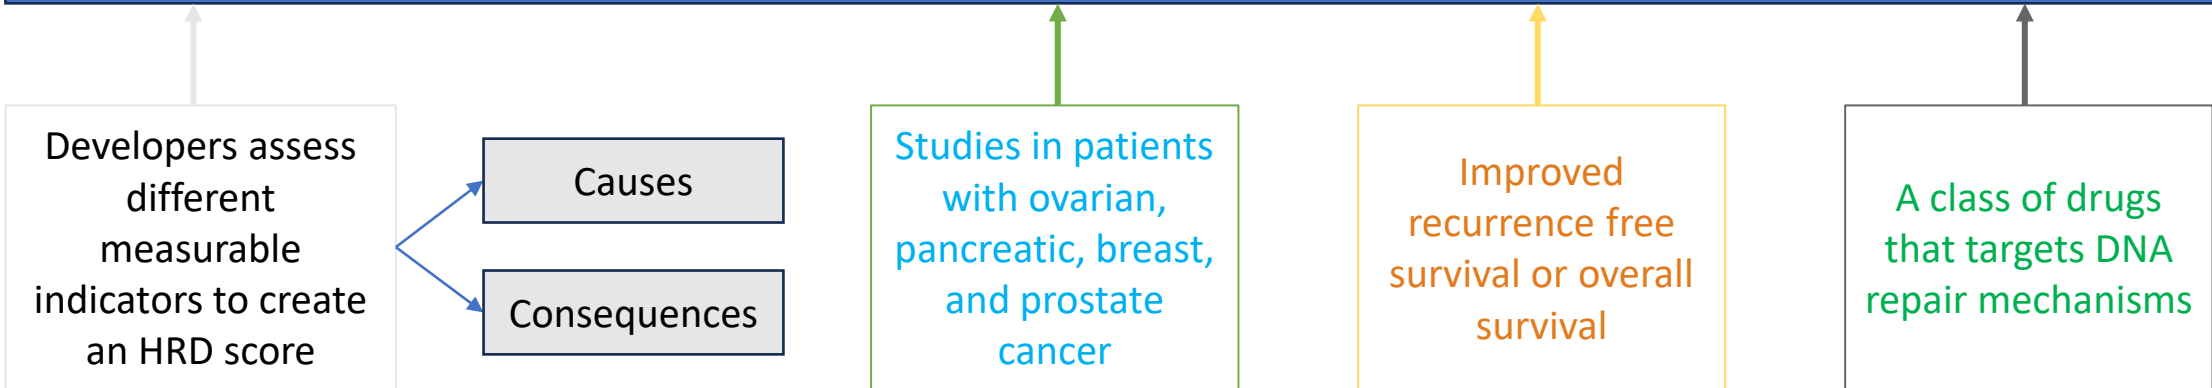 Developers assess
different
measurable
indicators to create
an HRD score
Causes
Consequences
Studies in patients
with ovarian,
pancreatic, breast,
and prostate
cancer
Improved
recurrence free
survival or overall
survival
A class of drugs
that targets DNA
repair mechanisms